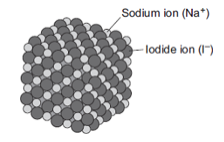 Sodium ion (Na⁺)
Iodide ion (I⁻)